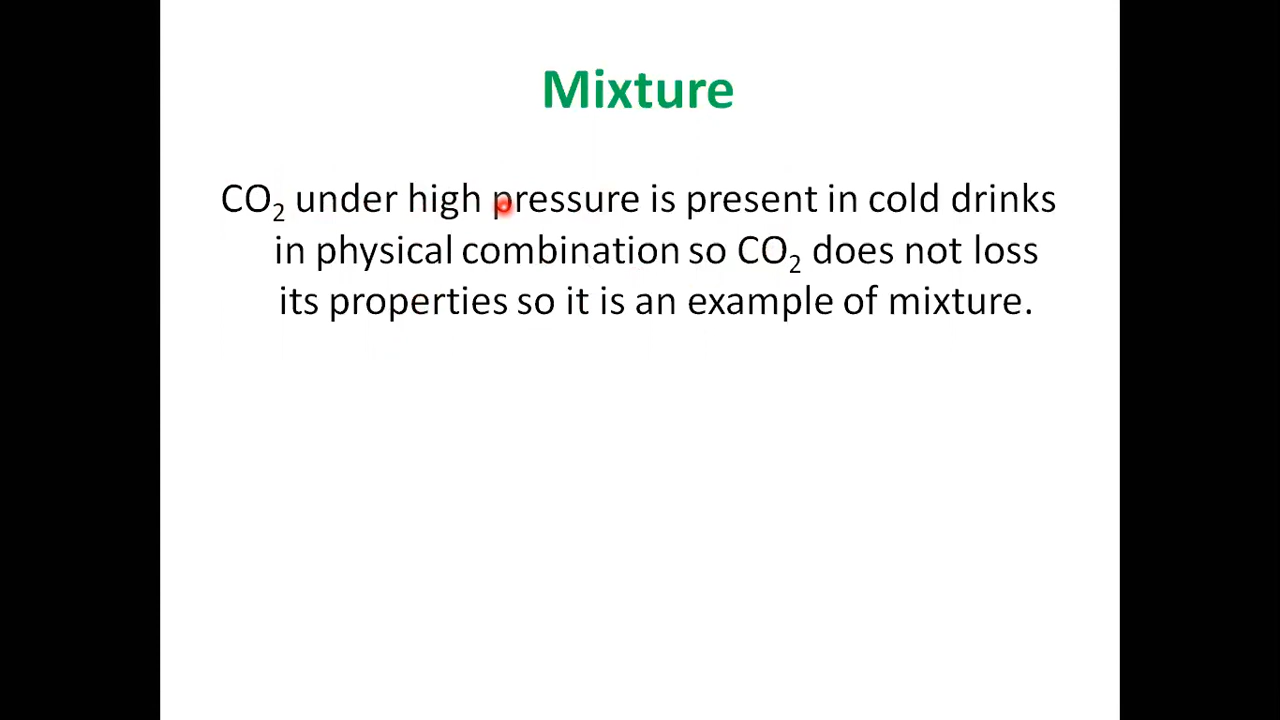 Mixture
CO₂ under high pressure is present in cold drinks
in physical combination so CO₂ does not loss
its properties so it is an example of mixture.